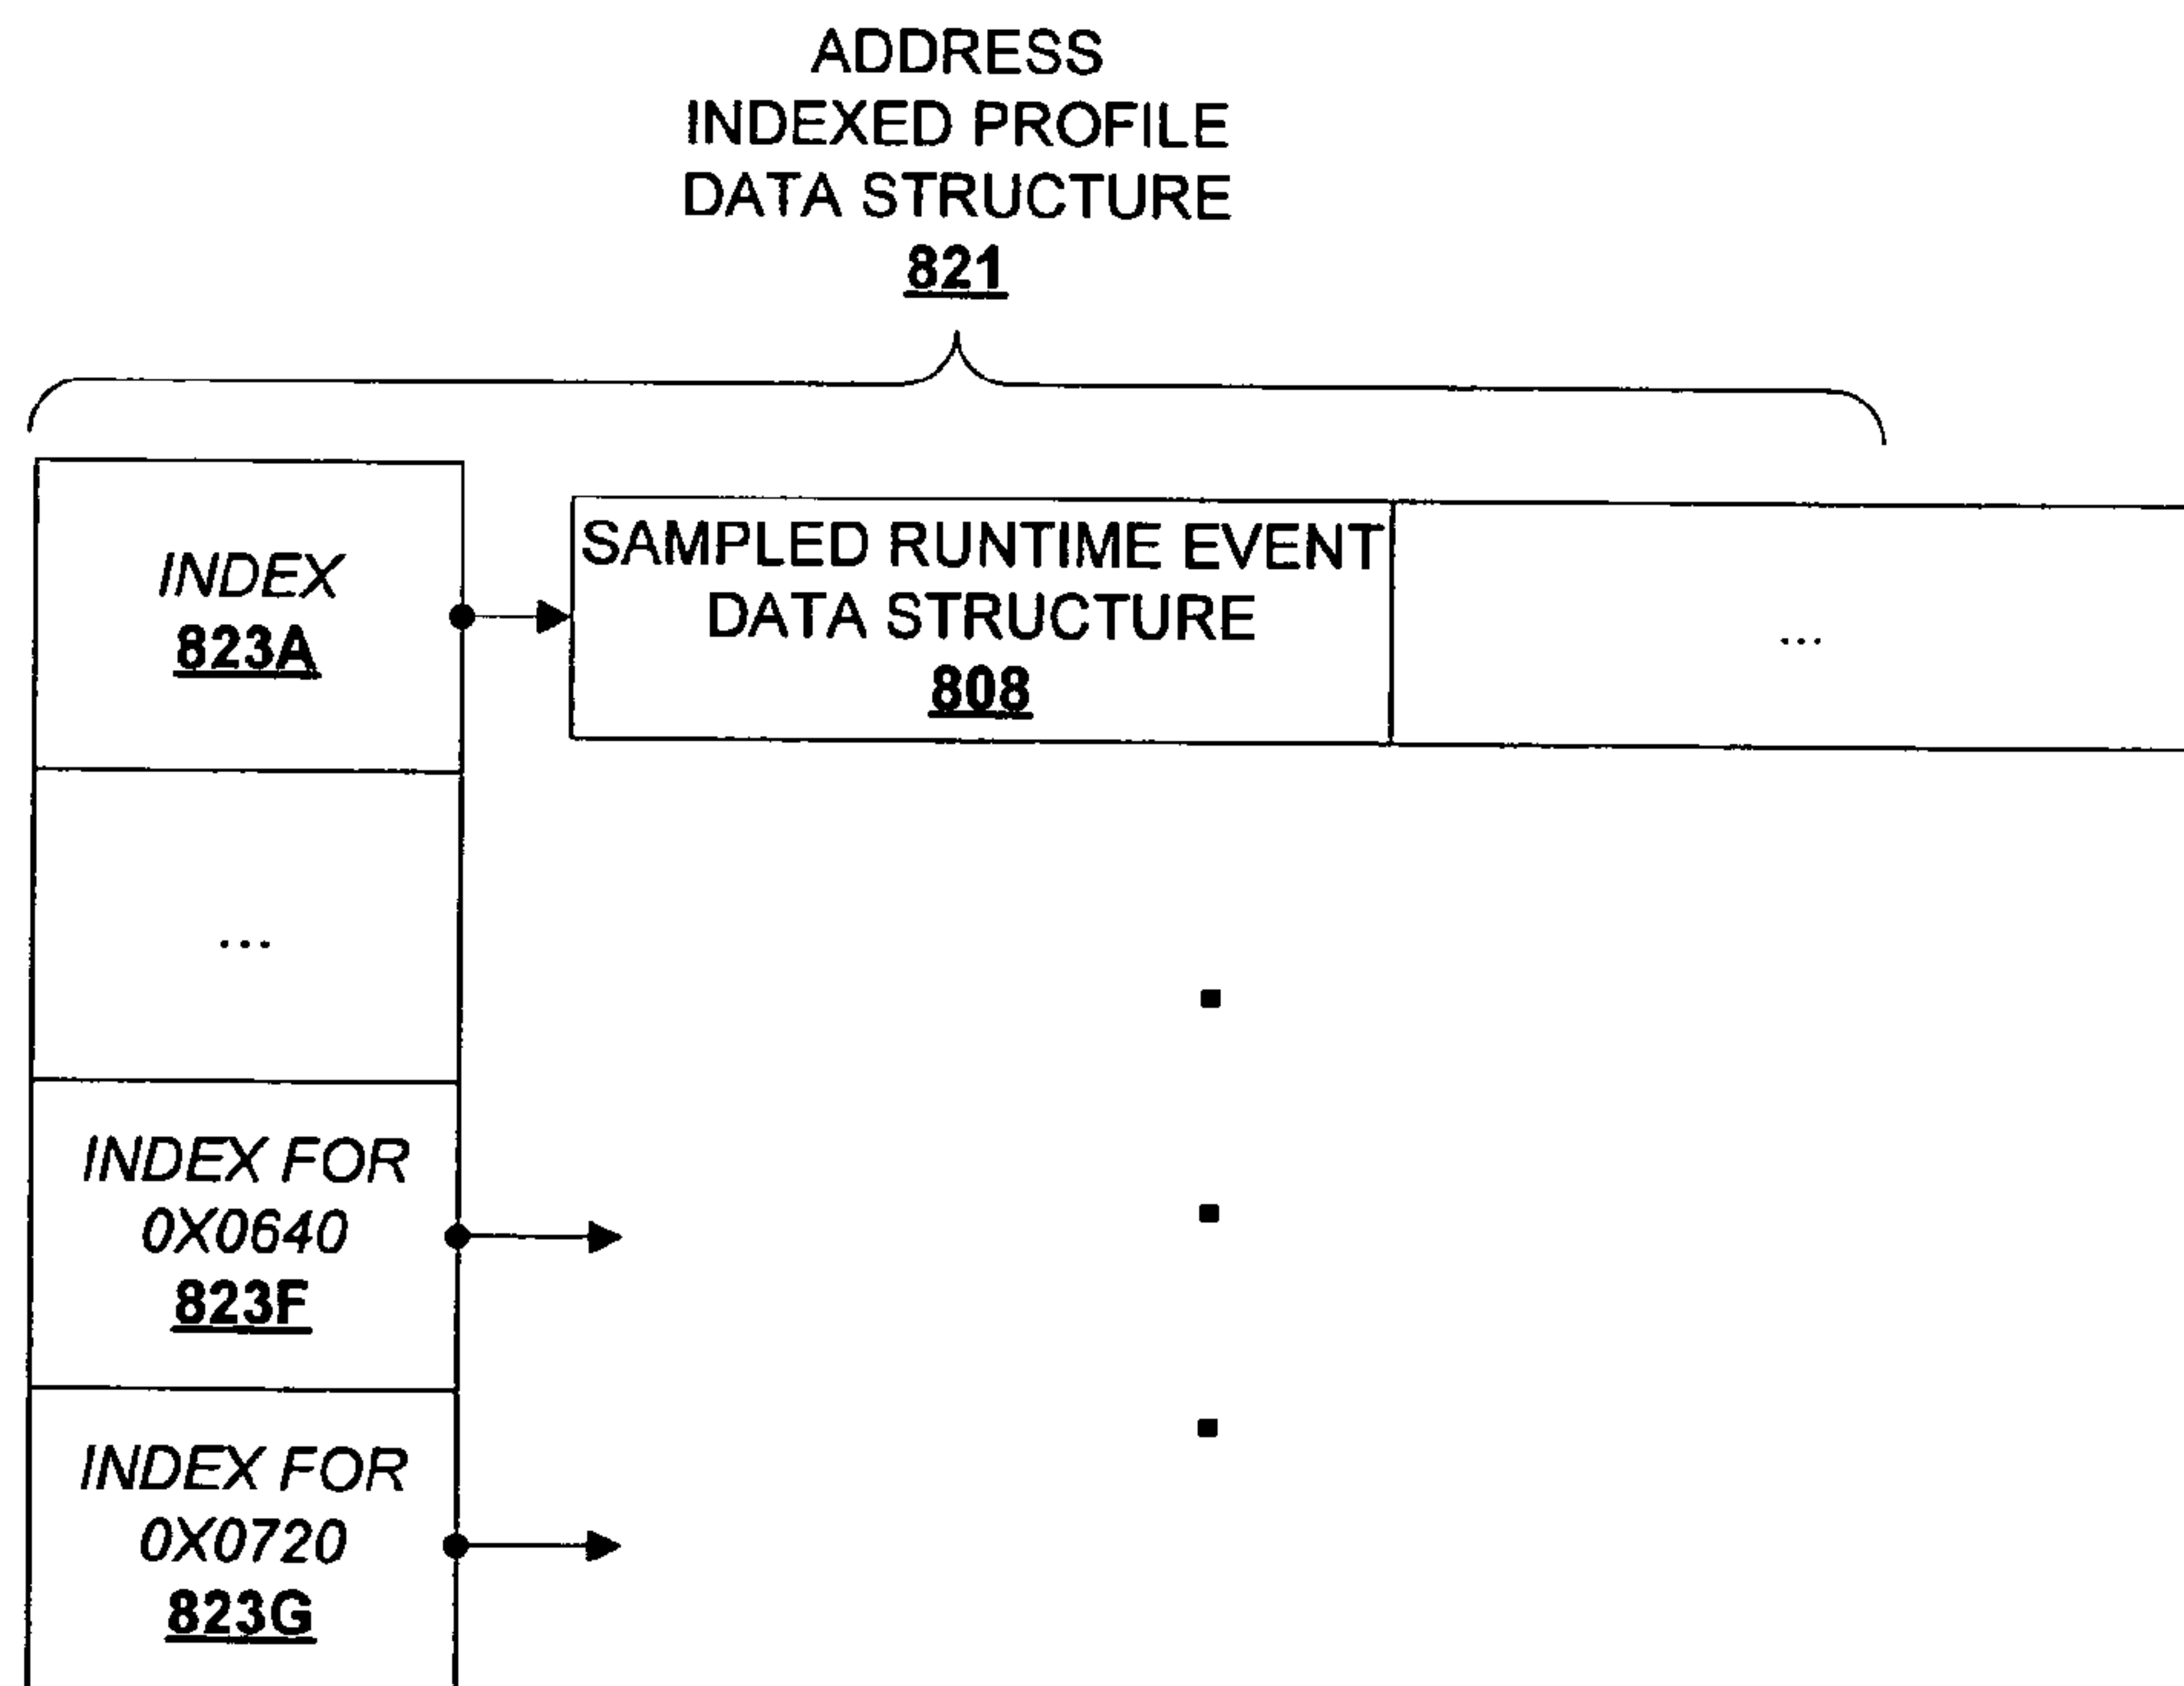 ADDRESS
INDEXED PROFILE
DATA STRUCTURE
821
INDEX
823A
SAMPLED RUNTIME EVENT
DATA STRUCTURE
808
...
...
INDEX FOR
0X0640
823F
INDEX FOR
0X0720
823G